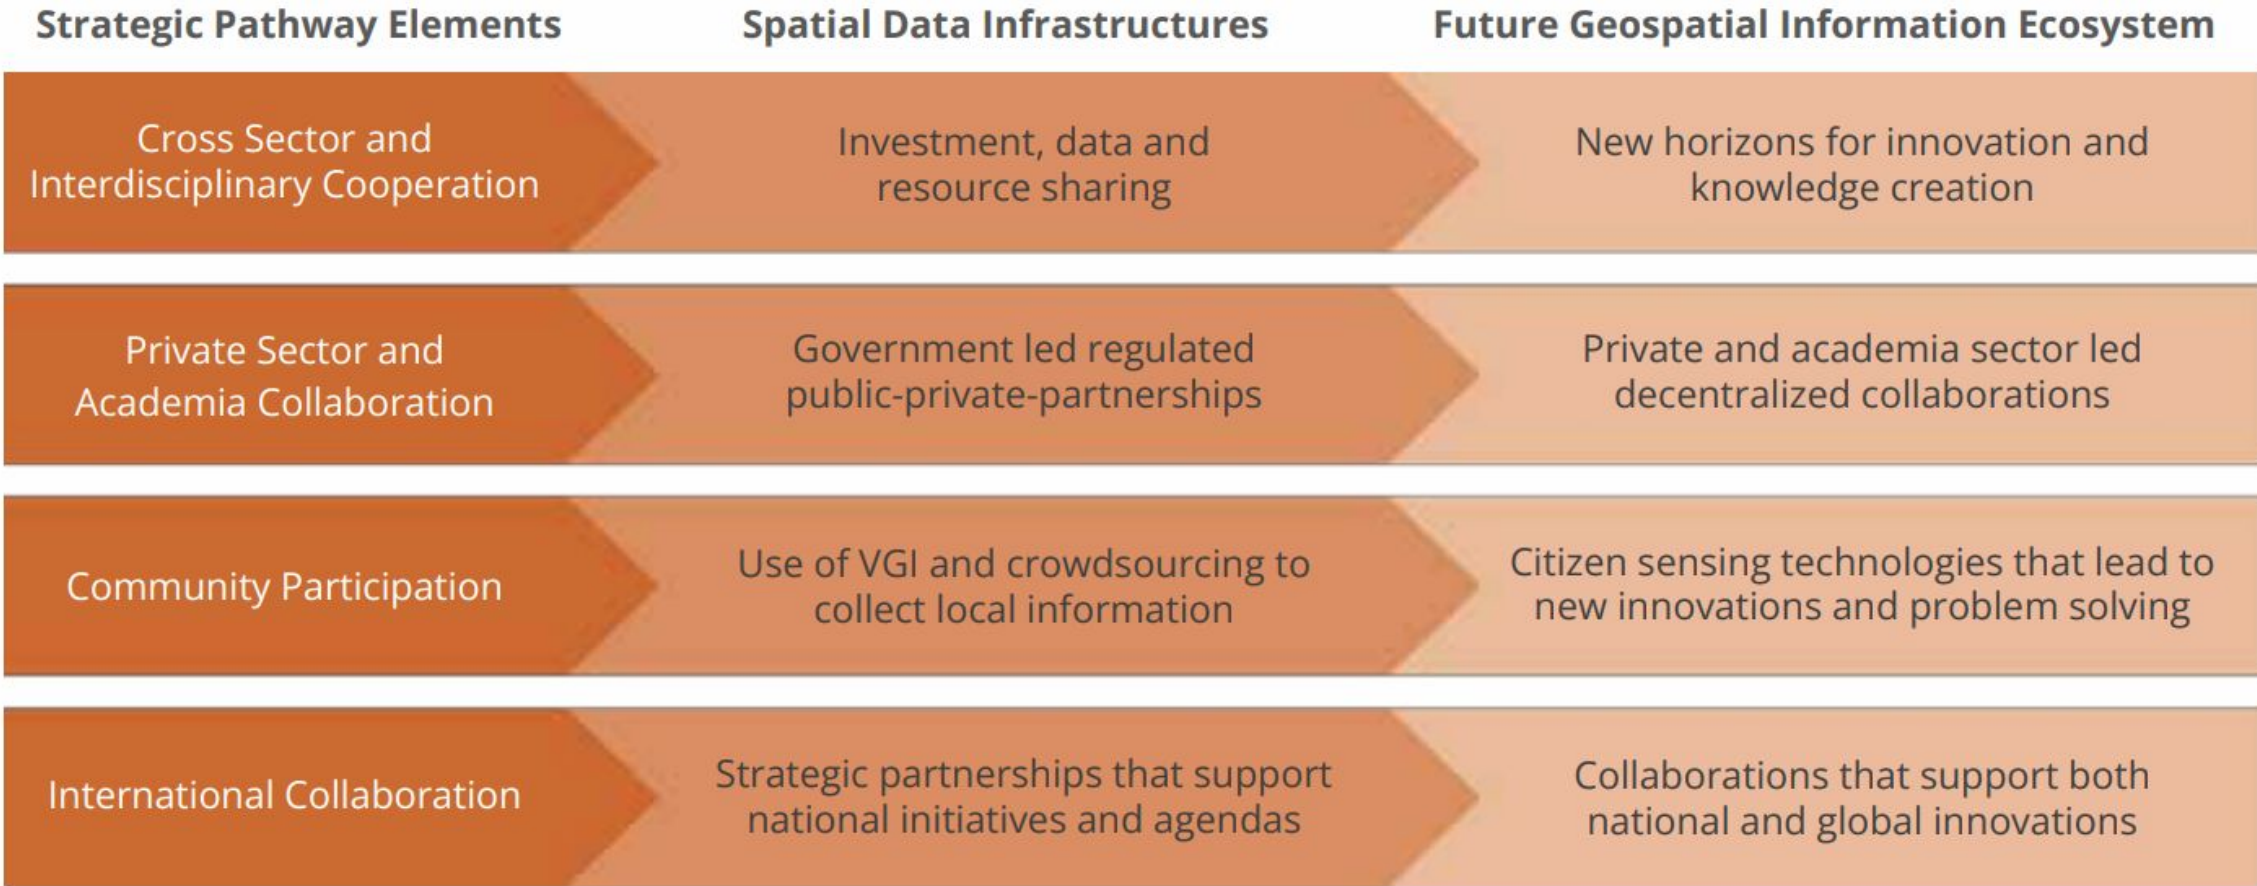 Strategic Pathway Elements
Spatial Data Infrastructures
Future Geospatial Information Ecosystem
Cross Sector and
Interdisciplinary Cooperation
Investment, data and
resource sharing
New horizons for innovation and
knowledge creation
Private Sector and
Academia Collaboration
Government led regulated
public-private-partnerships
Private and academia sector led
decentralized collaborations
Community Participation
Use of VGI and crowdsourcing to
collect local information
Citizen sensing technologies that lead to
new innovations and problem solving
International Collaboration
Strategic partnerships that support
national initiatives and agendas
Collaborations that support both
national and global innovations